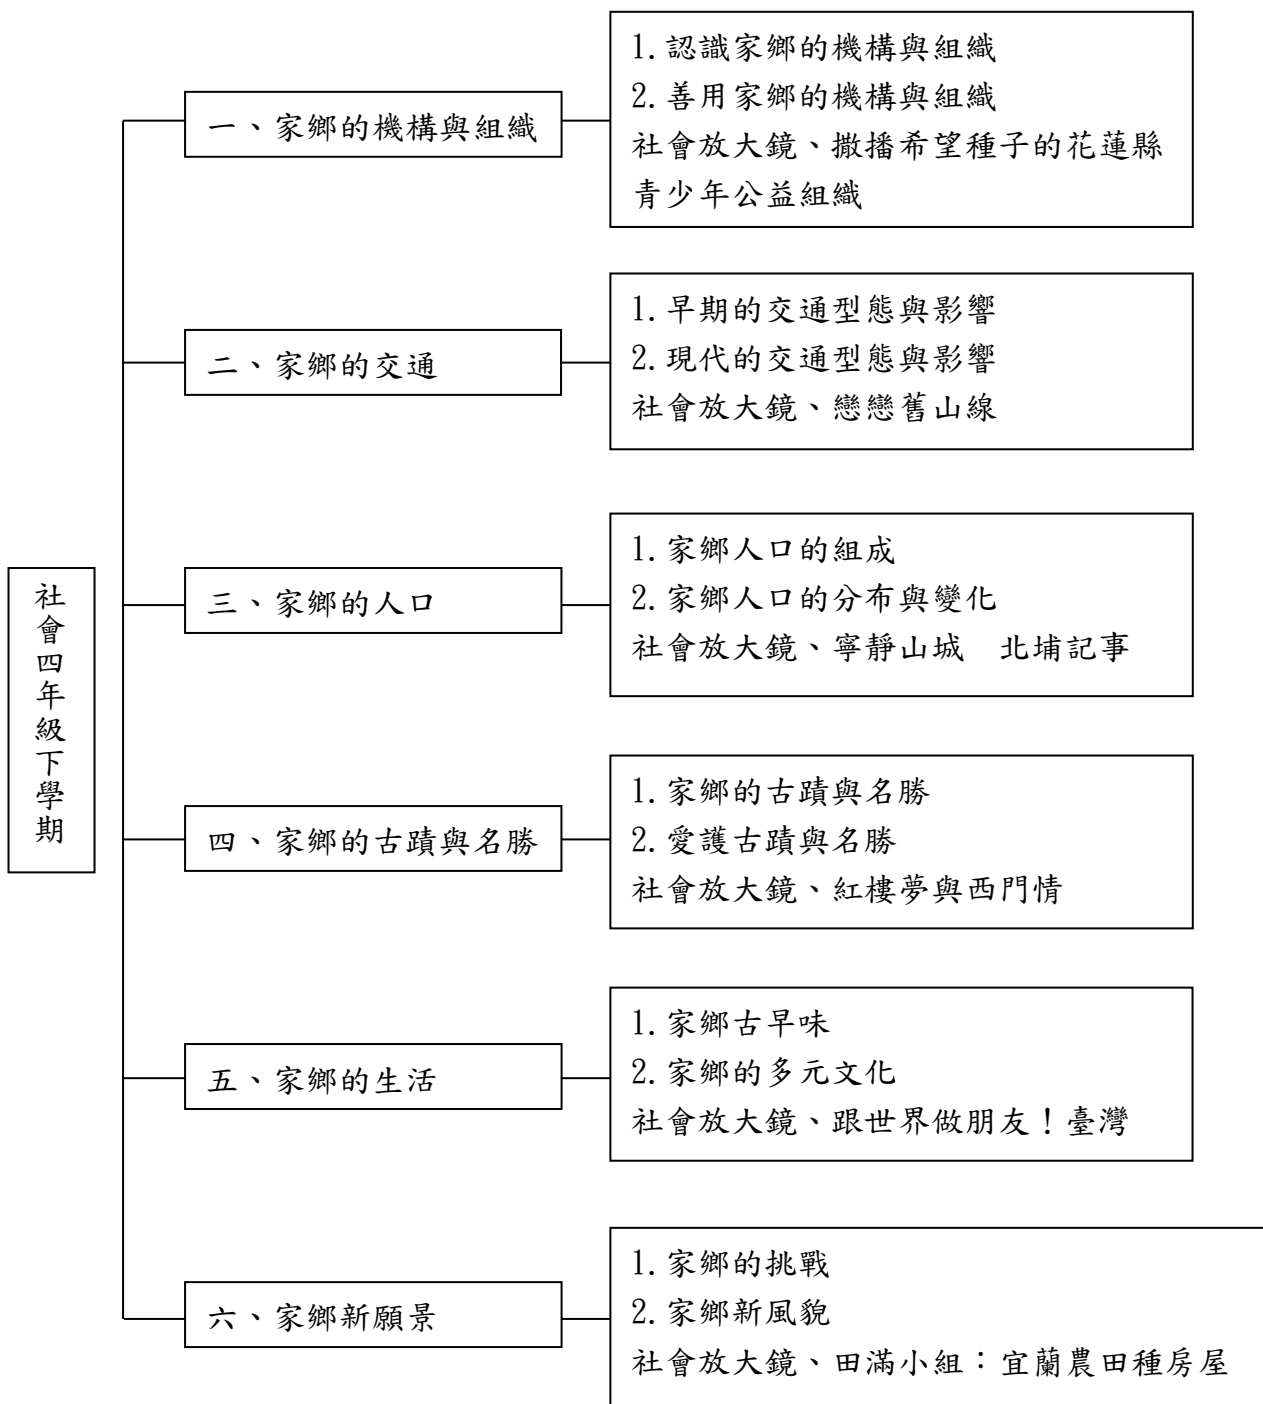 社會四年級下學期
一、家鄉的機構與組織
1.認識家鄉的機構與組織
2.善用家鄉的機構與組織
社會放大鏡、撒播希望種子的花蓮縣
青少年公益組織
二、家鄉的交通
1.早期的交通型態與影響
2.現代的交通型態與影響
社會放大鏡、戀戀舊山線
三、家鄉的人口
1.家鄉人口的組成
2.家鄉人口的分布與變化
社會放大鏡、寧靜山城　北埔記事
四、家鄉的古蹟與名勝
1.家鄉的古蹟與名勝
2.愛護古蹟與名勝
社會放大鏡、紅樓夢與西門情
五、家鄉的生活
1.家鄉古早味
2.家鄉的多元文化
社會放大鏡、跟世界做朋友！臺灣
六、家鄉新願景
1.家鄉的挑戰
2.家鄉新風貌
社會放大鏡、田滿小組：宜蘭農田種房屋